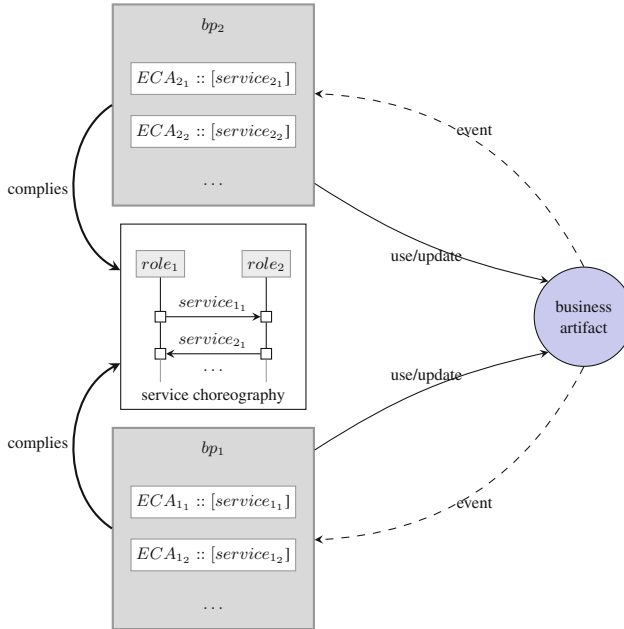 bp₂
ECA₂₁ :: [service₂₁]
ECA₂₂ :: [service₂₂]
...
event
complies
use/update
role₁ role₂
service₁₁
service₂₁
...
service choreography
business
artifact
use/update
complies
bp₁
ECA₁₁ :: [service₁₁]
event
ECA₁₂ :: [service₁₂]
...